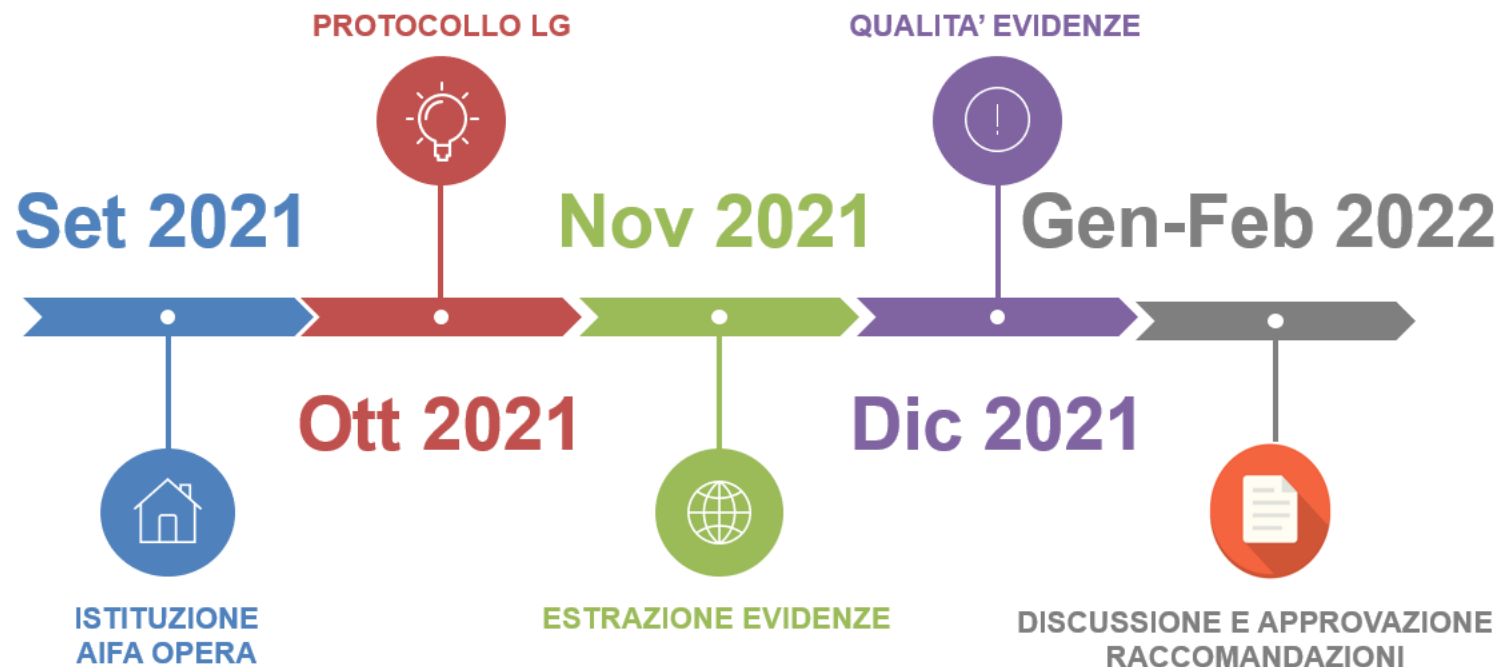 PROTOCOLLO LG
QUALITA’ EVIDENZE
Set 2021
Nov 2021
Gen-Feb 2022
Ott 2021
Dic 2021
ISTITUZIONE
AIFA OPERA
ESTRAZIONE EVIDENZE
DISCUSSIONE E APPROVAZIONE
RACCOMANDAZIONI